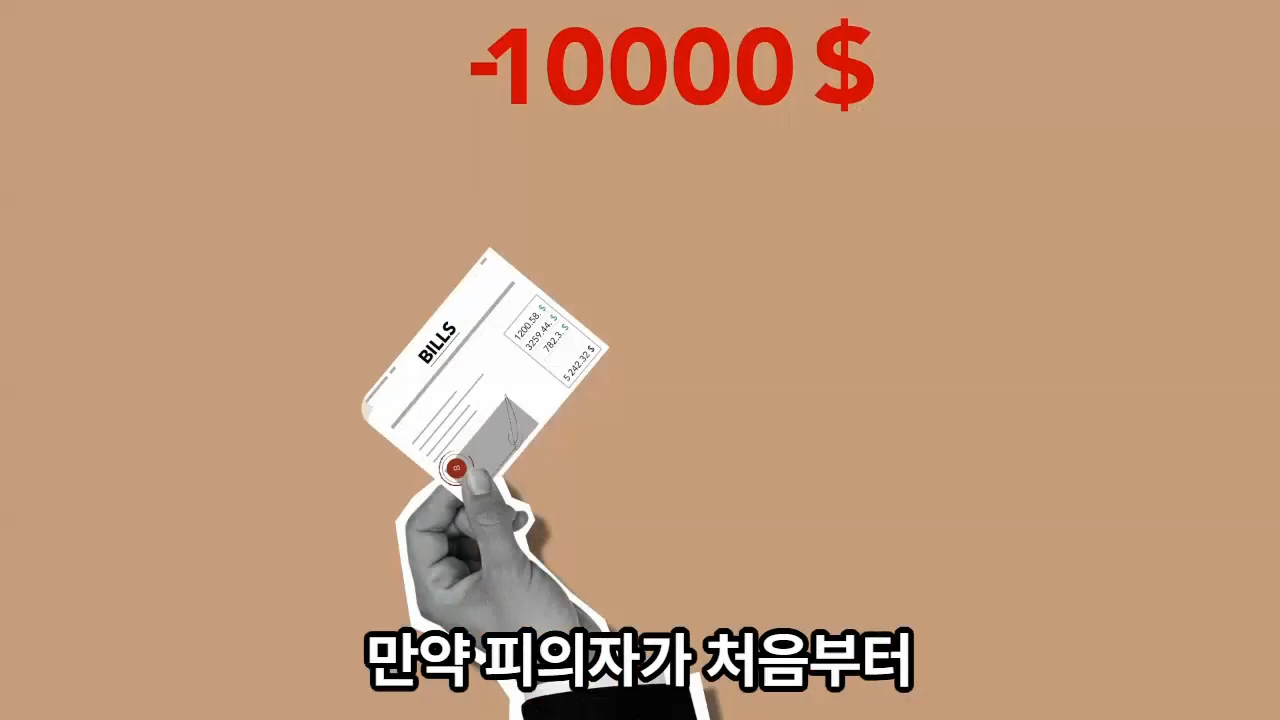 -10000 $
BILLS
1200.58. $
3259.44. $
782.3. $
5 242.32 $
B
만약 피의자가 처음부터